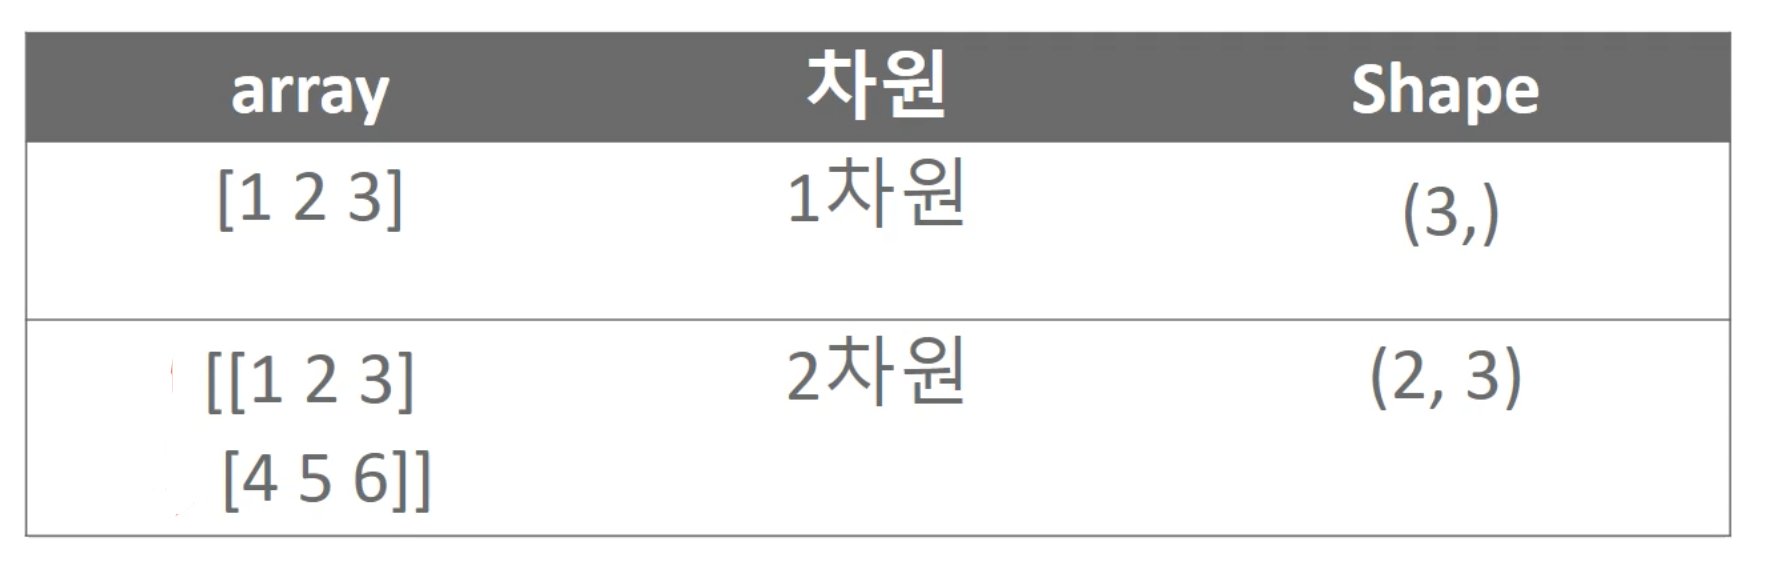 array 차원 Shape
[1 2 3] 1차원 (3,)
[[1 2 3] 2차원 (2, 3)
[4 5 6]]